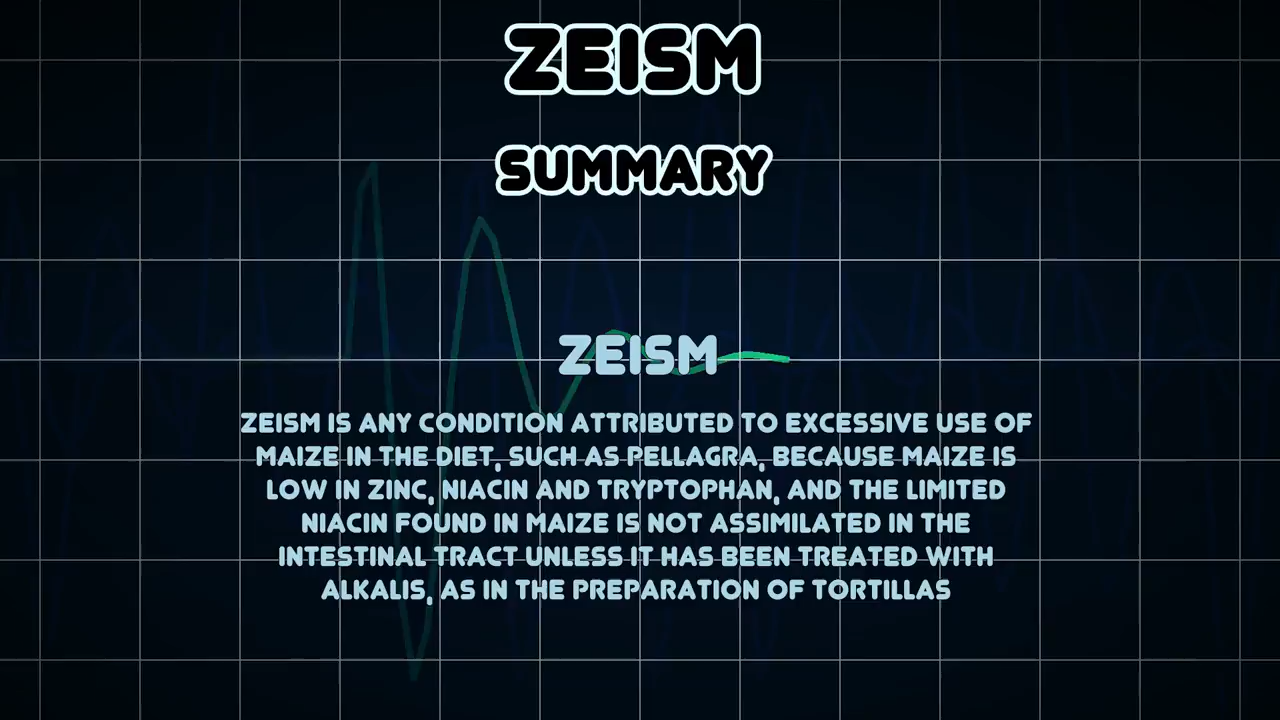 ZEISM
SUMMARY
ZEISM
ZEISM IS ANY CONDITION ATTRIBUTED TO EXCESSIVE USE OF
MAIZE IN THE DIET, SUCH AS PELLAGRA, BECAUSE MAIZE IS
LOW IN ZINC, NIACIN AND TRYPTOPHAN, AND THE LIMITED
NIACIN FOUND IN MAIZE IS NOT ASSIMILATED IN THE
INTESTINAL TRACT UNLESS IT HAS BEEN TREATED WITH
ALKALIS, AS IN THE PREPARATION OF TORTILLAS